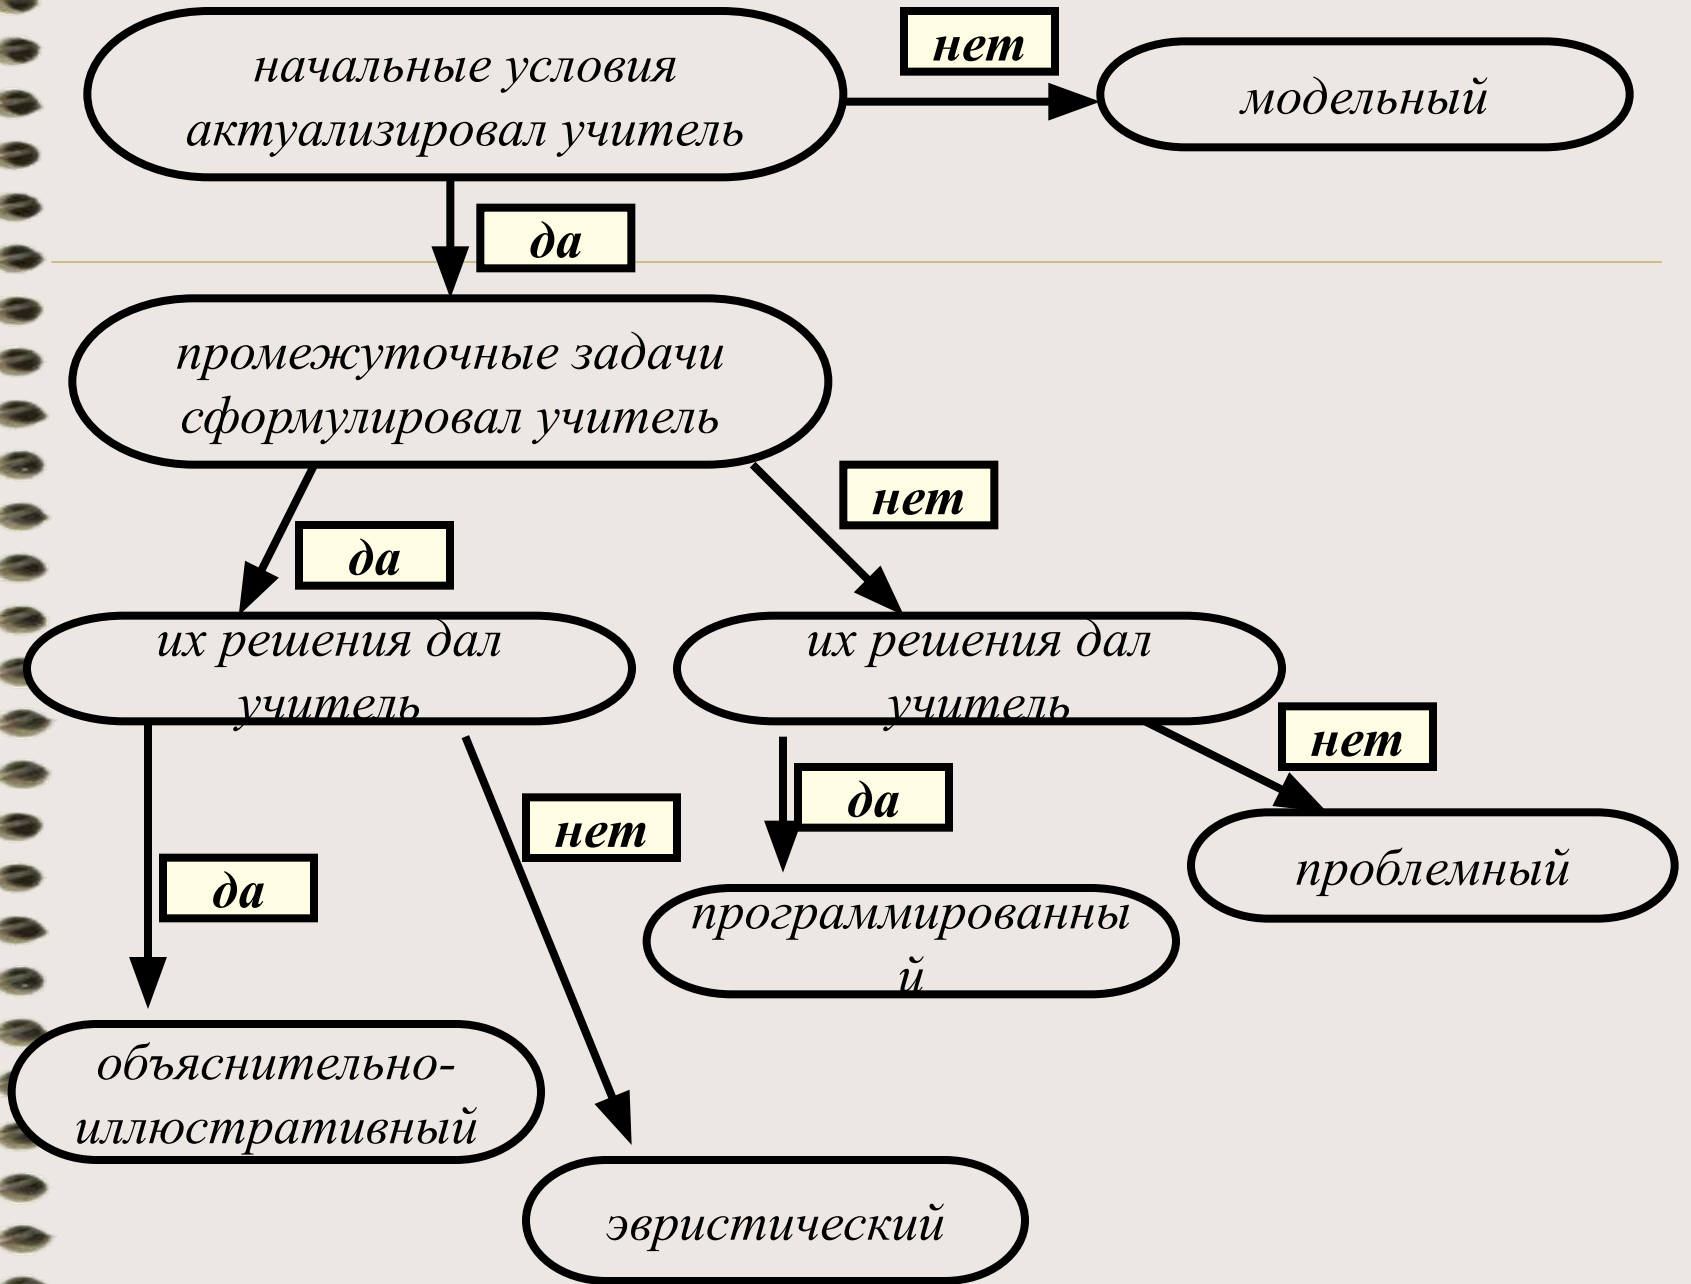 начальные условия
актуализировал учитель
нет
модельный
да
промежуточные задачи
сформулировал учитель
да
нет
их решения дал
учитель
их решения дал
учитель
нет
да
нет
да
проблемный
программированны
й
объяснительно-
иллюстративный
эвристический